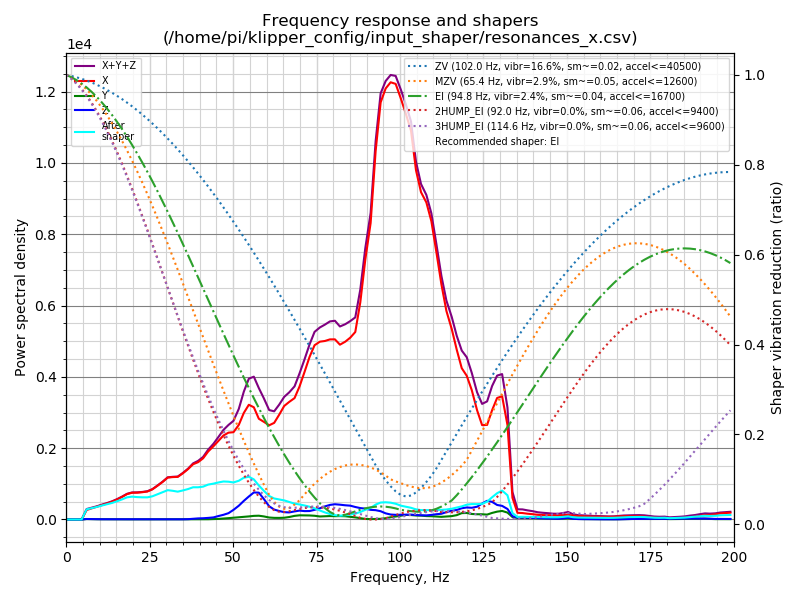 Frequency response and shapers
(/home/pi/klipper_config/input_shaper/resonances_x.csv)
1e4
X+Y+Z
X
Y
Z
After
shaper
ZV (102.0 Hz, vibr=16.6%, sm~=0.02, accel<=40500)
MZV (65.4 Hz, vibr=2.9%, sm~=0.05, accel<=12600)
EI (94.8 Hz, vibr=2.4%, sm~=0.04, accel<=16700)
2HUMP_EI (92.0 Hz, vibr=0.0%, sm~=0.06, accel<=9400)
3HUMP_EI (114.6 Hz, vibr=0.0%, sm~=0.06, accel<=9600)
Recommended shaper: EI
1.2
1.0
0.8
0.6
0.4
0.2
0.0
Power spectral density
1.0
0.8
0.6
0.4
0.2
0.0
Shaper vibration reduction (ratio)
0 25 50 75 100 125 150 175 200
Frequency, Hz